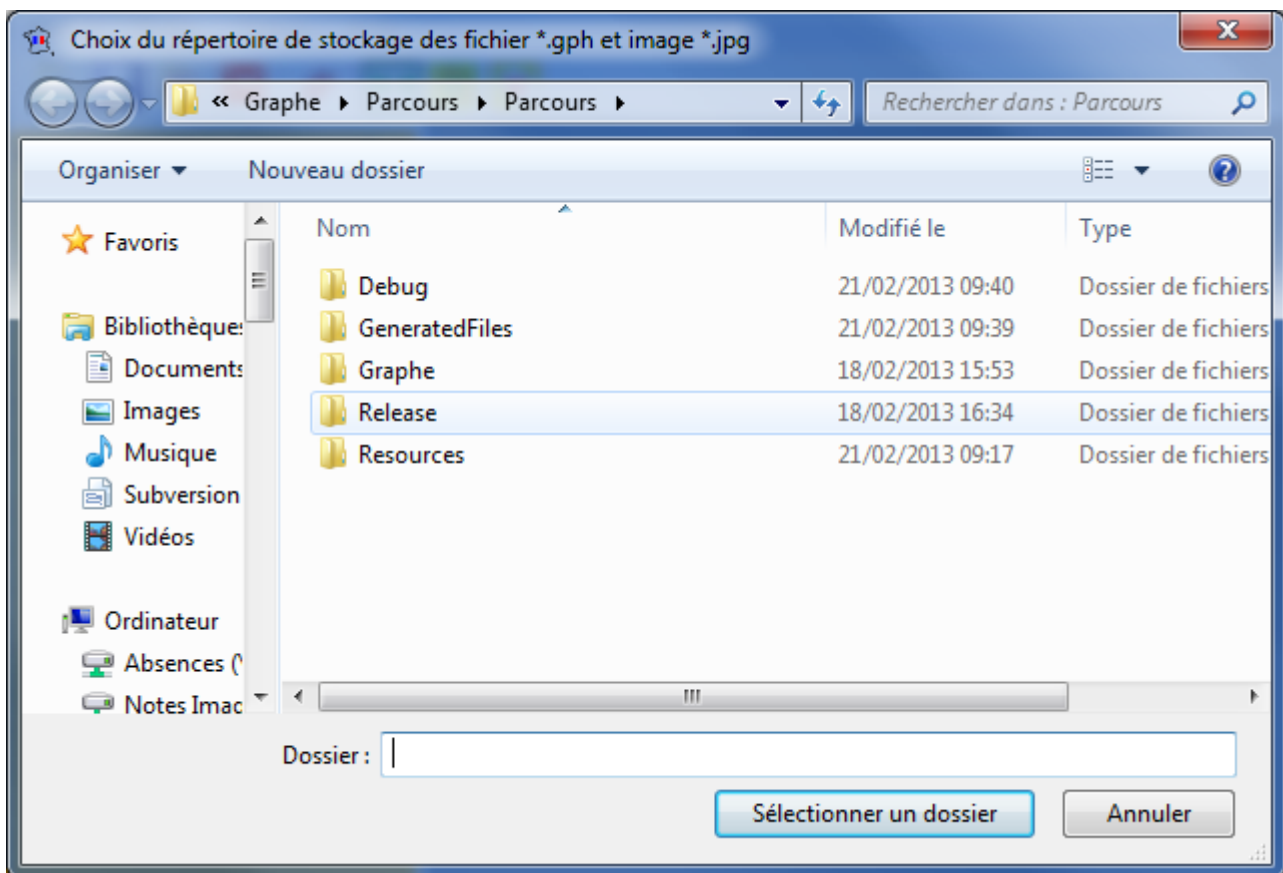 Choix du répertoire de stockage des fichier *.gph et image *.jpg
« Graphe Parcours Parcours Rechercher dans : Parcours
Organiser Nouveau dossier
Favoris
Bibliothèques
Documents
Images
Musique
Subversion
Vidéos
Ordinateur
Absences (
Notes Imag
Nom Modifié le Type
Debug 21/02/2013 09:40 Dossier de fichiers
GeneratedFiles 21/02/2013 09:39 Dossier de fichiers
Graphe 18/02/2013 15:53 Dossier de fichiers
Release 18/02/2013 16:34 Dossier de fichiers
Resources 21/02/2013 09:17 Dossier de fichiers
Dossier :
Sélectionner un dossier Annuler